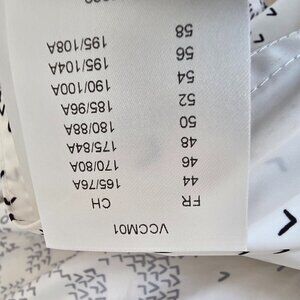 VCCM01
FR CH
44 165/76A
46 170/80A
48 175/84A
50 180/88A
52 185/96A
54 190/100A
56 195/104A
58 195/108A